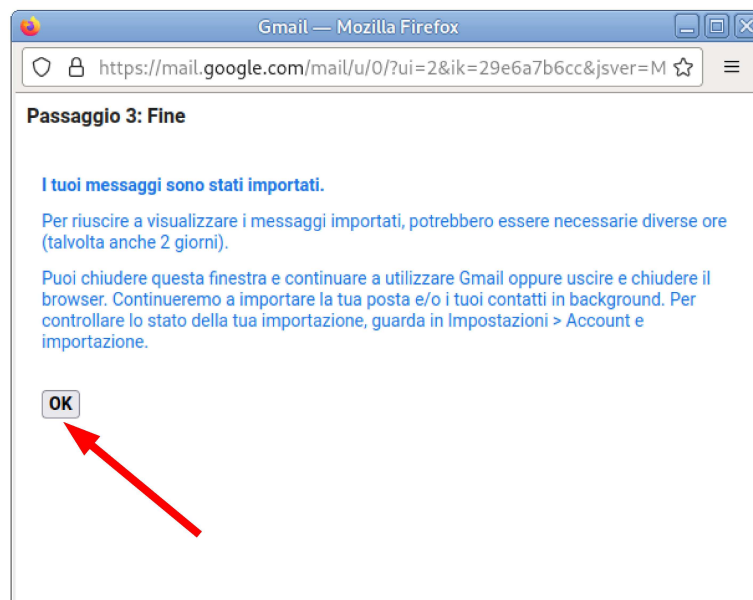 Gmail — Mozilla Firefox
https://mail.google.com/mail/u/0/?ui=2&ik=29e6a7b6cc&jsver=M
Passaggio 3: Fine
I tuoi messaggi sono stati importati.
Per riuscire a visualizzare i messaggi importati, potrebbero essere necessarie diverse ore
(talvolta anche 2 giorni).
Puoi chiudere questa finestra e continuare a utilizzare Gmail oppure uscire e chiudere il
browser. Continueremo a importare la tua posta e/o i tuoi contatti in background. Per
controllare lo stato della tua importazione, guarda in Impostazioni > Account e
importazione.
OK